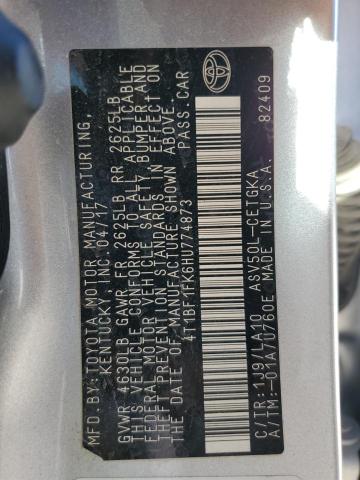 MFD.BY:TOYOTA MOTOR MANUFACTURING,
KENTUCKY, INC. 04/17
GVWR 4630LB GAWR FR 2625LB RR 2625LB
THIS VEHICLE CONFORMS TO ALL APPLICABLE
FEDERAL MOTOR VEHICLE SAFETY, BUMPER, AND
THEFT PREVENTION STANDARDS IN EFFECT ON
THE DATE OF MANUFACTURE SHOWN ABOVE.
4T1BF1FK6HU774873 PASS.CAR
C/TR:1J9/LA20 ASV50L-CETGKA
A/TM:-01A/U760E MADE IN U.S.A. 82409